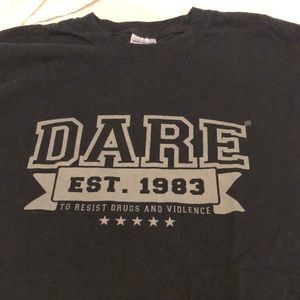 DARE®
EST. 1983
TO RESIST DRUGS AND VIOLENCE